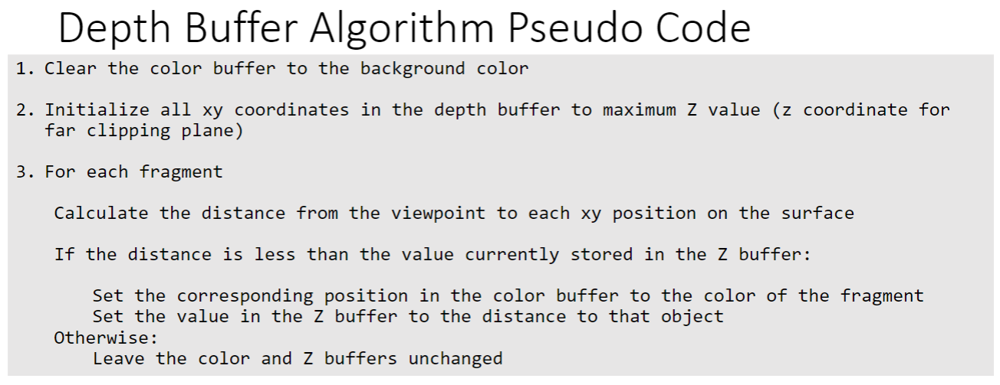 Depth Buffer Algorithm Pseudo Code
1. Clear the color buffer to the background color
2. Initialize all xy coordinates in the depth buffer to maximum Z value (z coordinate for
far clipping plane)
3. For each fragment
Calculate the distance from the viewpoint to each xy position on the surface
If the distance is less than the value currently stored in the Z buffer:
Set the corresponding position in the color buffer to the color of the fragment
Set the value in the Z buffer to the distance to that object
Otherwise:
Leave the color and Z buffers unchanged